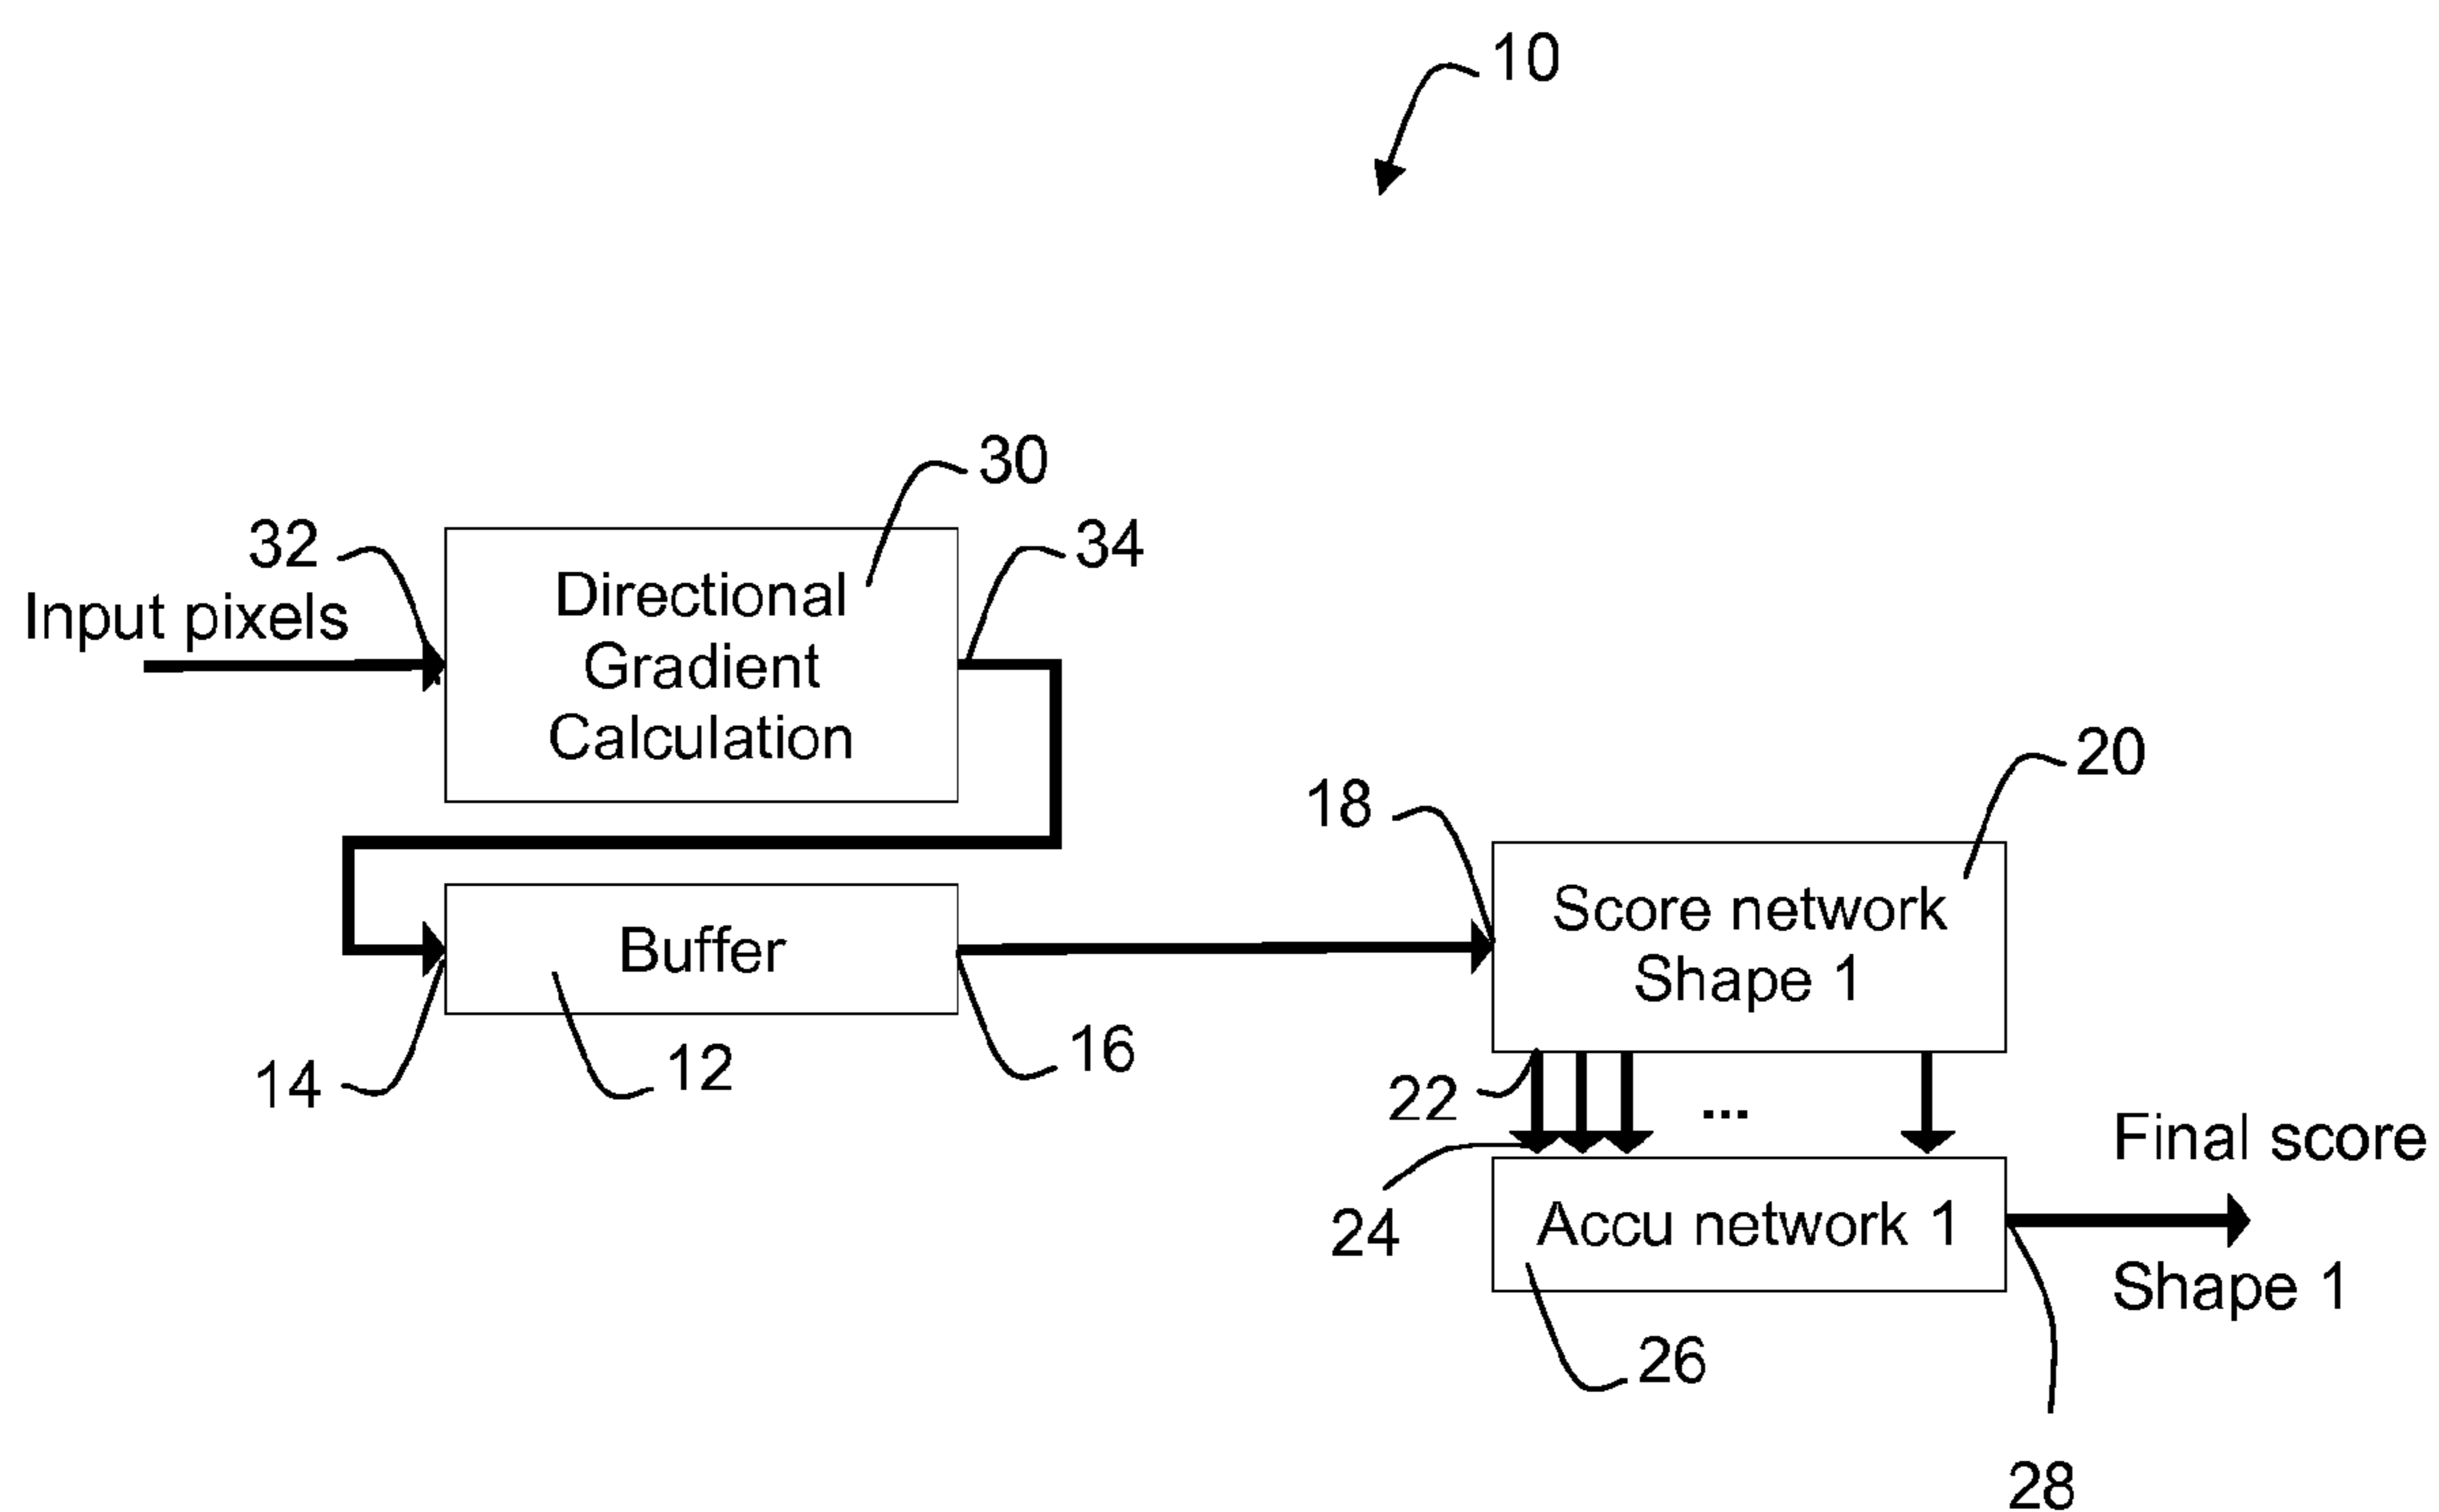 10
30
32
34
Input pixels
Directional
Gradient
Calculation
20
18
Score network
Shape 1
Buffer
16
14
12
22
...
Final score
24
Accu network 1
Shape 1
26
28